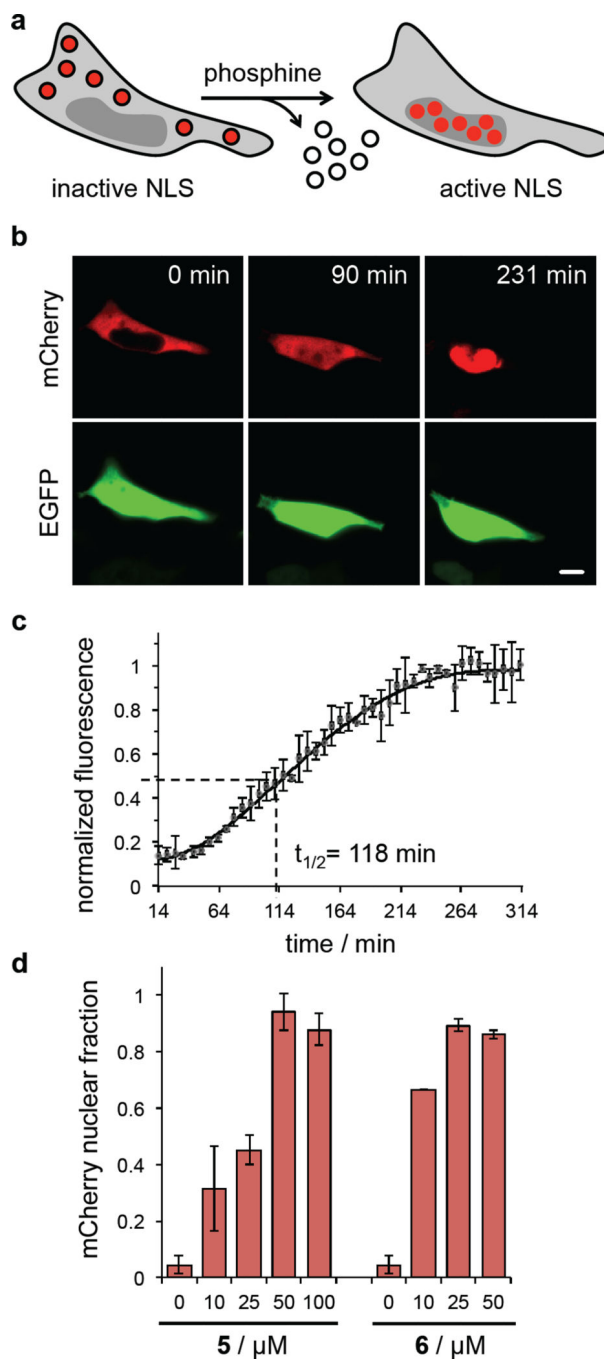 a
phosphine
inactive NLS
active NLS
b
0 min
90 min
231 min
mCherry
EGFP
c
normalized fluorescence
1
0.8
0.6
0.4
0.2
0
t1/2= 118 min
14
64
114
164
214
264
314
time / min
d
mCherry nuclear fraction
1
0.8
0.6
0.4
0.2
0
0
10
25
50
100
0
10
25
50
5 / µM
6 / µM